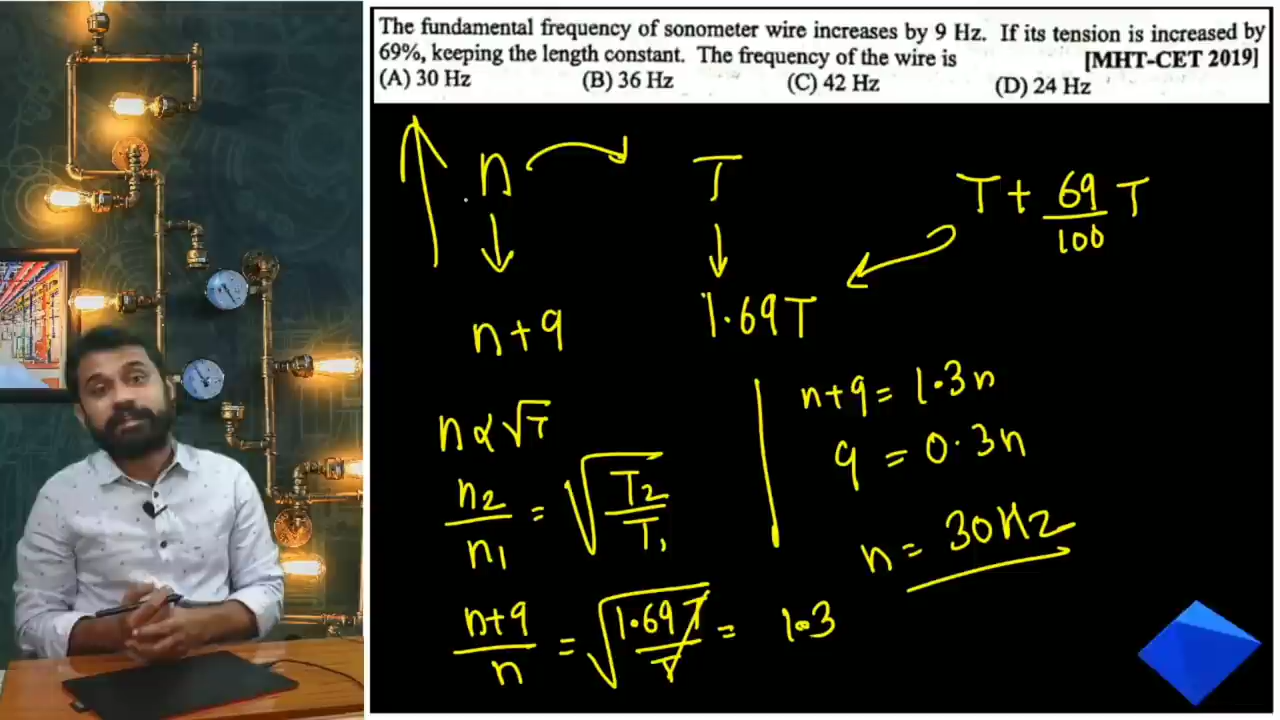 The fundamental frequency of sonometer wire increases by 9 Hz. If its tension is increased by
69%, keeping the length constant. The frequency of the wire is [MHT-CET 2019]
(A) 30 Hz (B) 36 Hz (C) 42 Hz (D) 24 Hz
n T T + 69/100 T
n+9 1.69T
n+9 = 1.3n
n ∝ √T
9 = 0.3n
n2/n1 = √(T2/T1)
n = 30Hz
n+9/n = √(1.69T/T) = 1.3